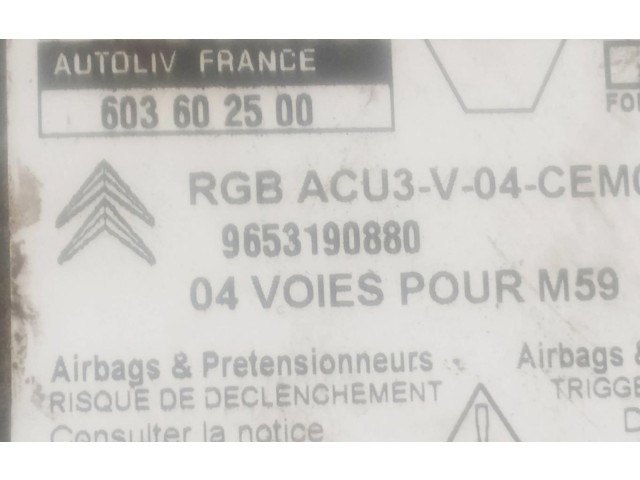 AUTOLIV FRANCE
603 60 25 00
RGB ACU3-V-04-CEM
9653190880
04 VOIES POUR M59
Airbags & Pretensionneurs
RISQUE DE DECLENCHEMENT
Consulter la notice
Airbags &
TRIGGE